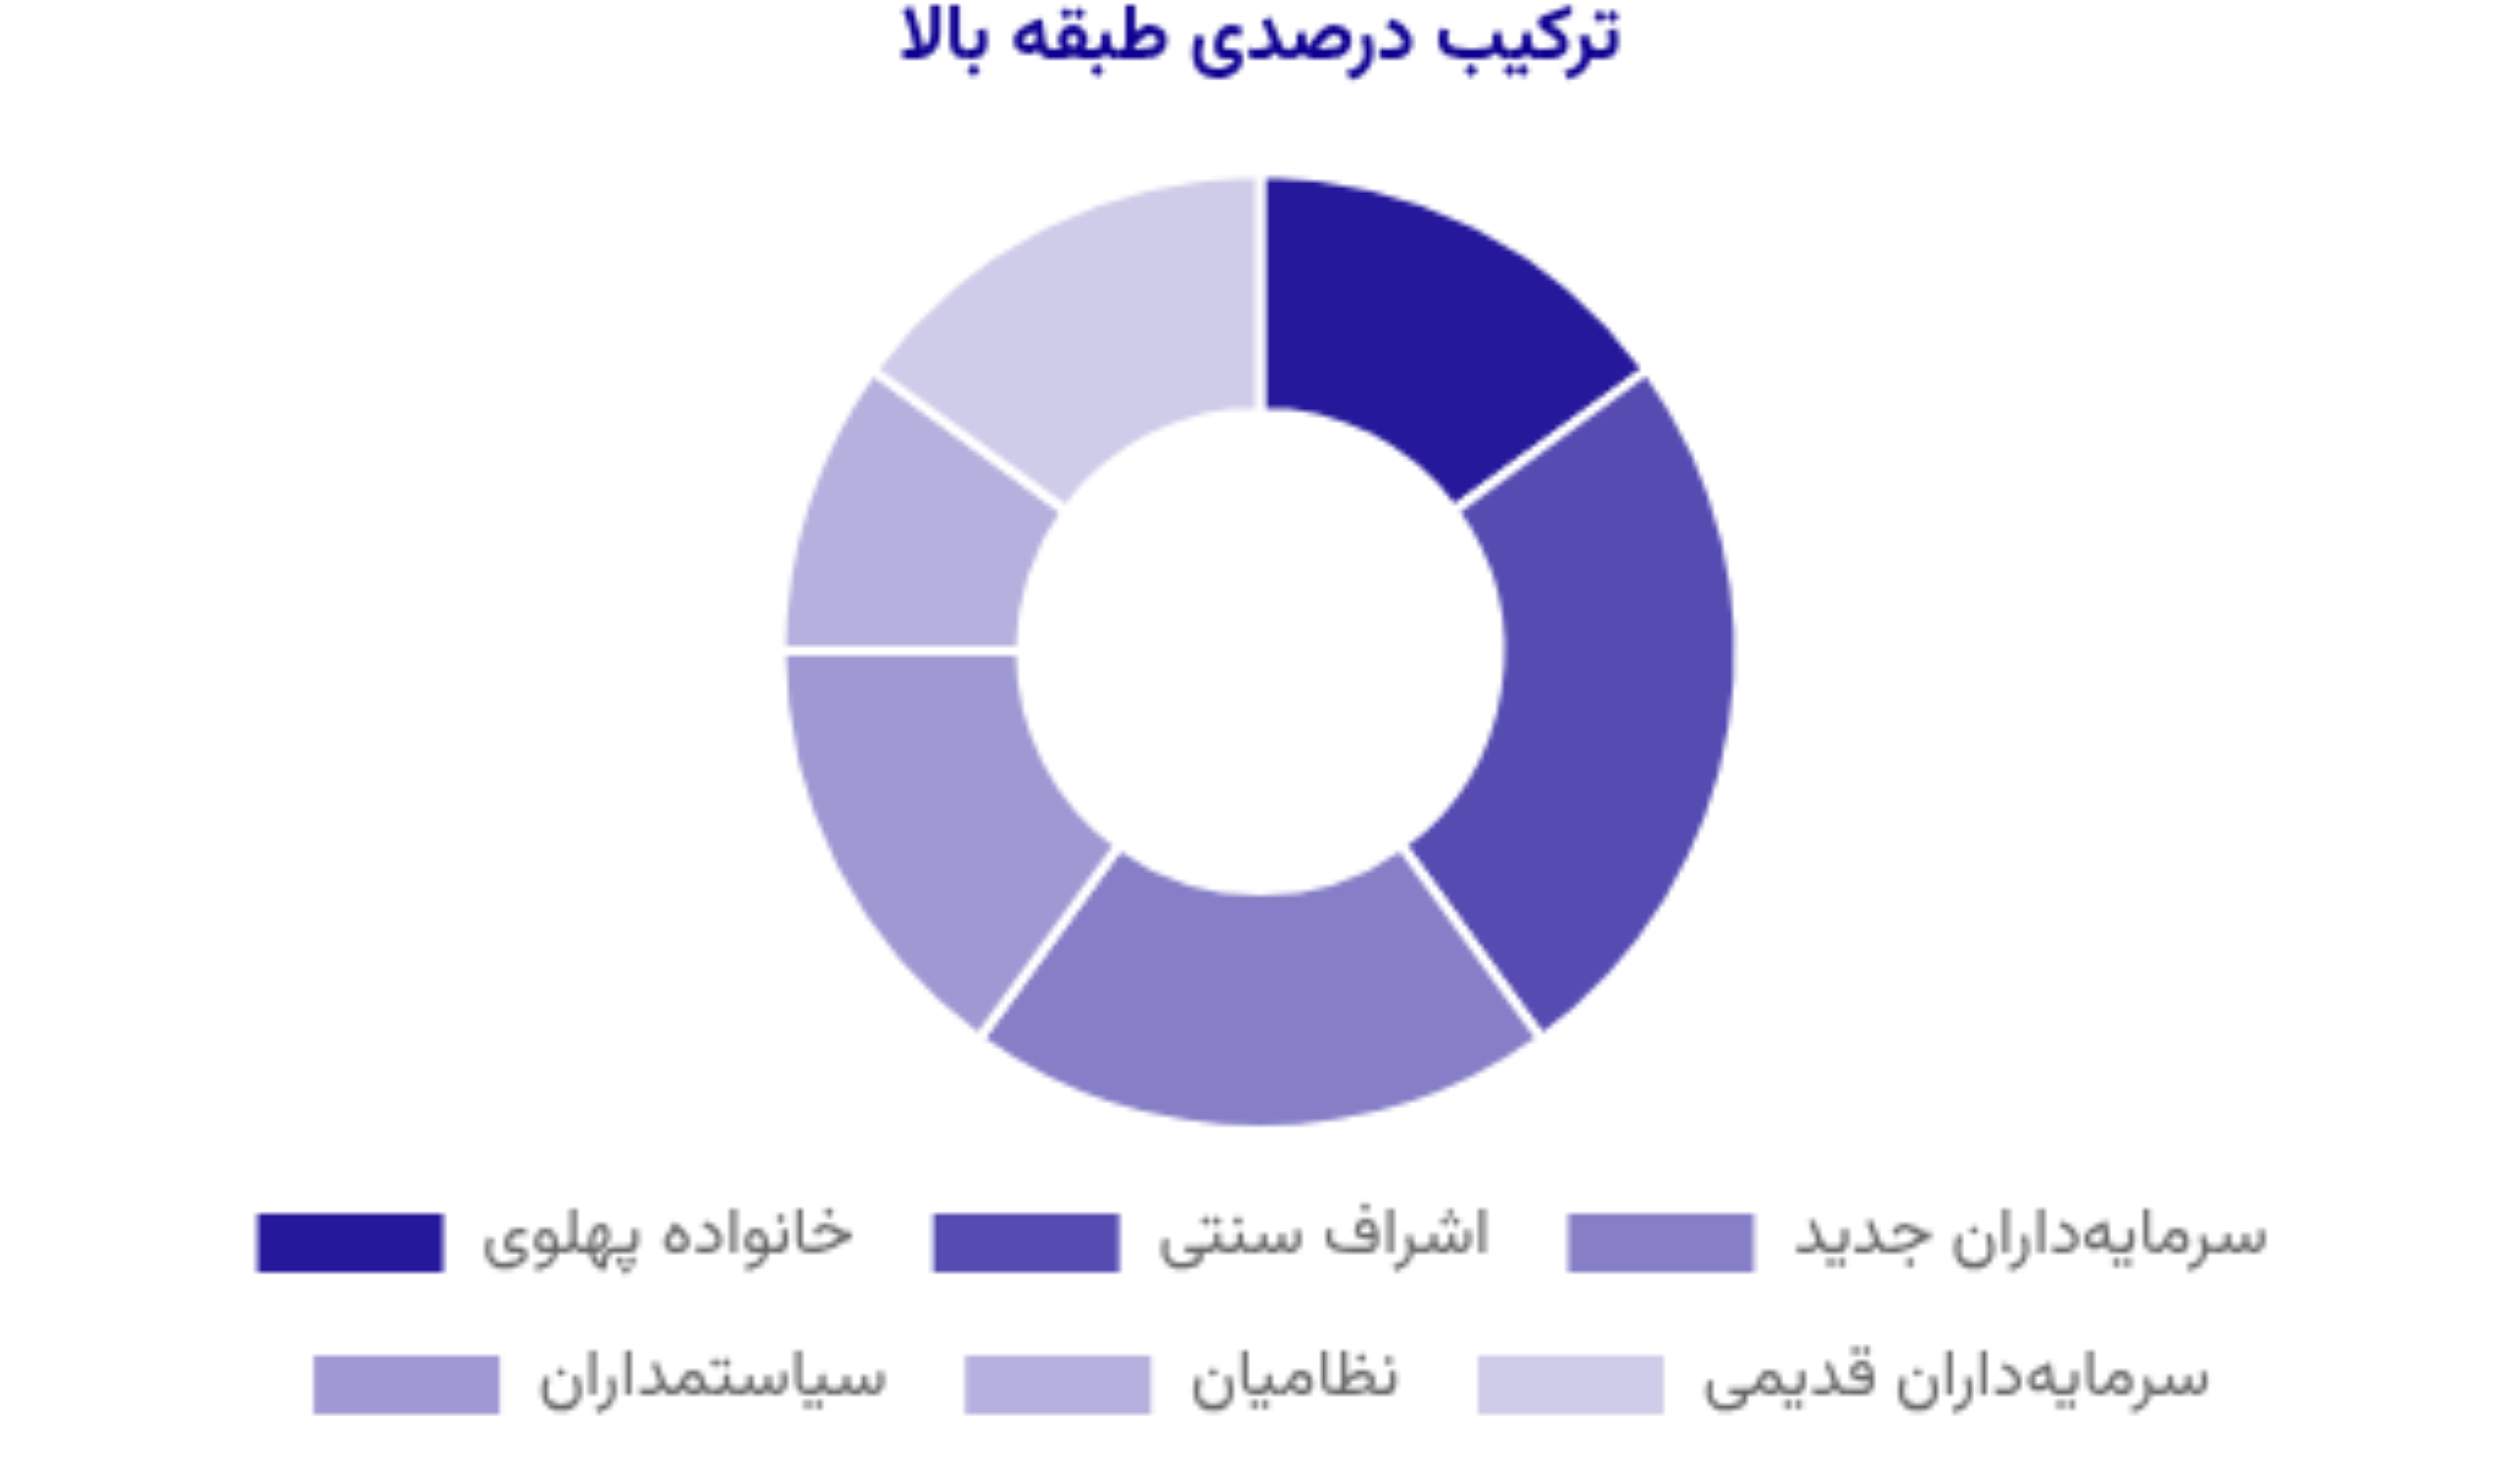 ترکیب درصدی طبقه بالا
خانواده پهلوی اشراف سنتی سرمایه‌داران جدید
سیاستمداران نظامیان سرمایه‌داران قدیمی